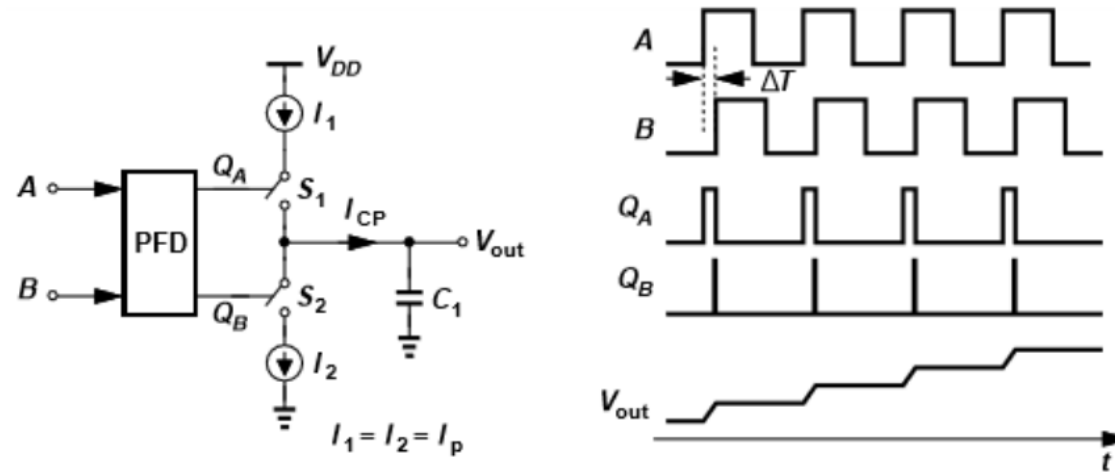 V_DD
I_1
Q_A
A
S_1
I_CP
PFD
V_out
B
S_2
C_1
Q_B
I_2
I_1 = I_2 = I_p
A
ΔT
B
Q_A
Q_B
V_out
t